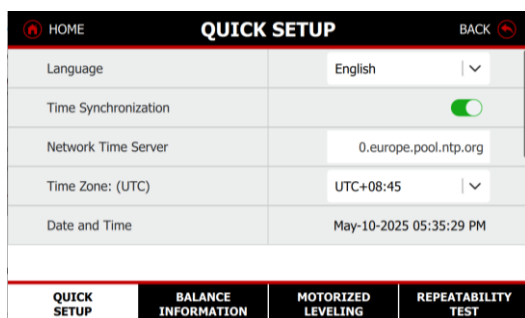 HOME QUICK SETUP BACK
Language English
Time Synchronization
Network Time Server 0.europe.pool.ntp.org
Time Zone: (UTC) UTC+08:45
Date and Time May-10-2025 05:35:29 PM
QUICK SETUP
BALANCE INFORMATION
MOTORIZED LEVELING
REPEATABILITY TEST